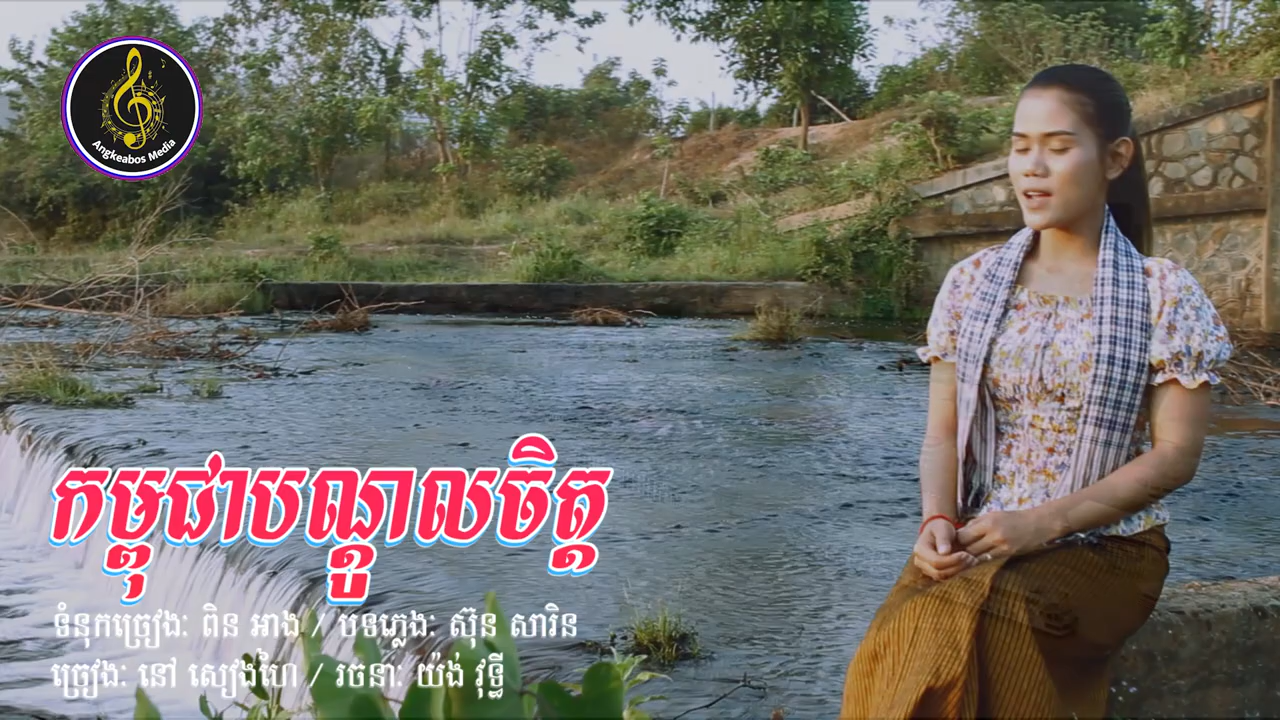 Angkeabos Media
កម្ពុជាបណ្ដូលចិត្ត
ទំនុកច្រៀង: ពិន អាង / បទភ្លេង: ស៊ុន សារិន
ច្រៀង: នៅ សៀងហៃ / រចនា: យ៉ង់ វុទ្ធី